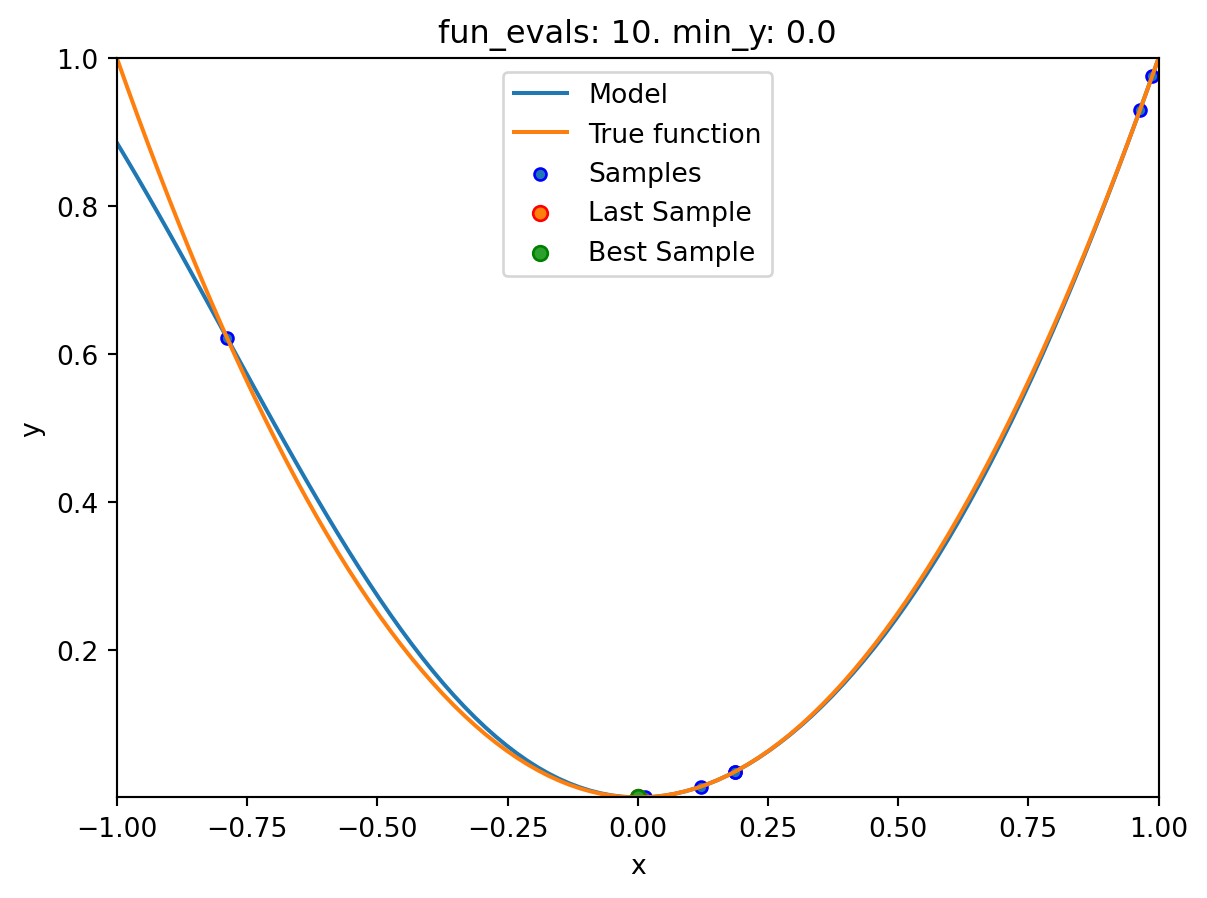 fun_evals: 10. min_y: 0.0
1.0
0.8
0.6
0.4
0.2
y
Model
True function
Samples
Last Sample
Best Sample
−1.00 −0.75 −0.50 −0.25 0.00 0.25 0.50 0.75 1.00
x